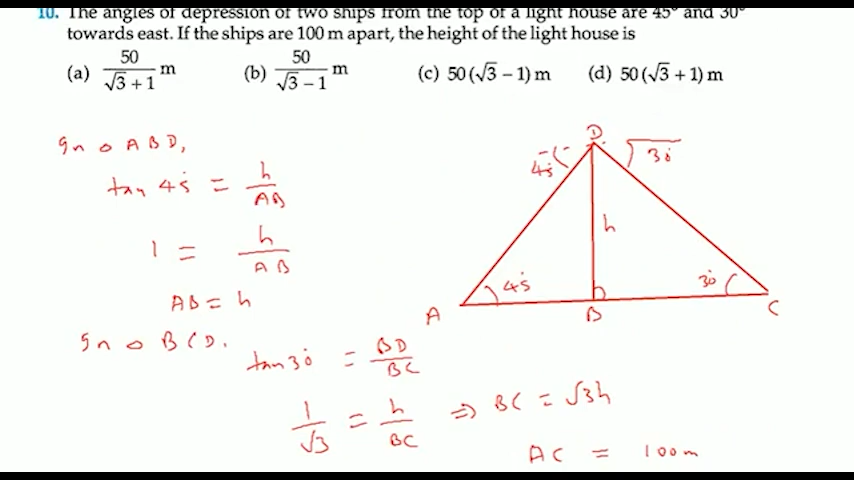 10. The angles of depression of two ships from the top of a light house are 45° and 30°
towards east. If the ships are 100 m apart, the height of the light house is
(a) 50/(√3 + 1) m (b) 50/(√3 − 1) m (c) 50(√3 − 1) m (d) 50(√3 + 1) m
In △ ABD,
tan 45° = h/AB
1 = h/AB
AB = h
In △ BCD.
tan 30° = BD/BC
1/√3 = h/BC ⇒ BC = √3h
AC = 100m
D
45° 30°
h
45° 30°
A B C